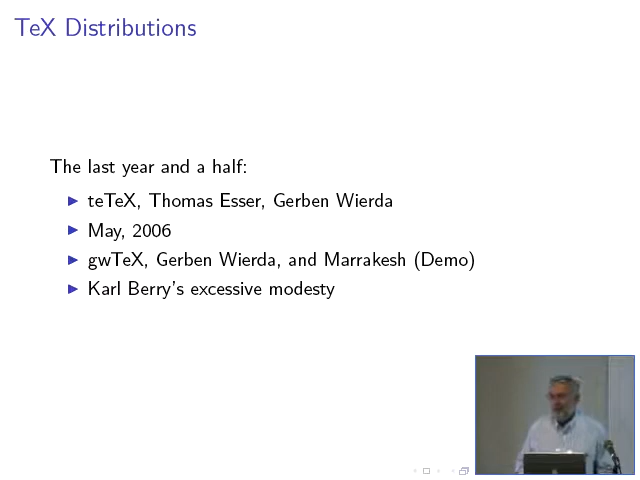 TeX Distributions
The last year and a half:
teTeX, Thomas Esser, Gerben Wierda
May, 2006
gwTeX, Gerben Wierda, and Marrakesh (Demo)
Karl Berry's excessive modesty